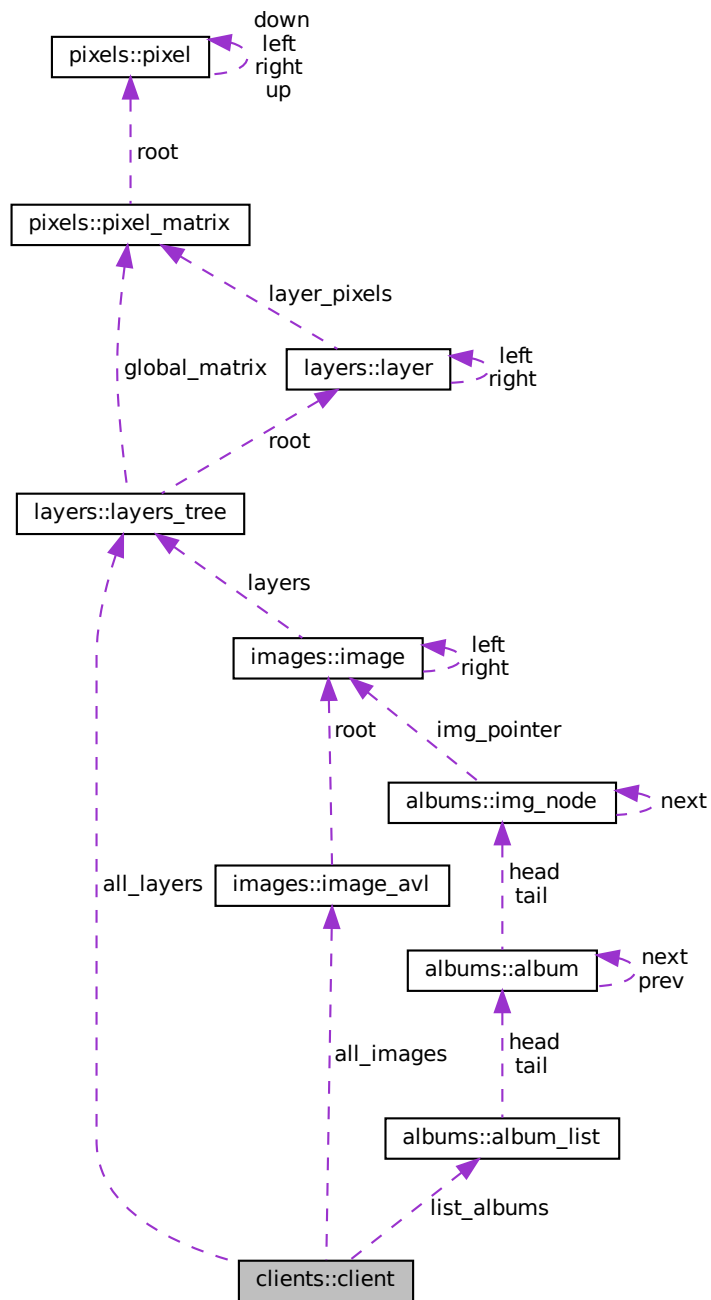 down
left
right
up
pixels::pixel
root
pixels::pixel_matrix
layer_pixels
global_matrix
layers::layer
left
right
root
layers::layers_tree
layers
images::image
left
right
root
img_pointer
albums::img_node
next
all_layers
images::image_avl
head
tail
albums::album
next
prev
all_images
head
tail
albums::album_list
list_albums
clients::client